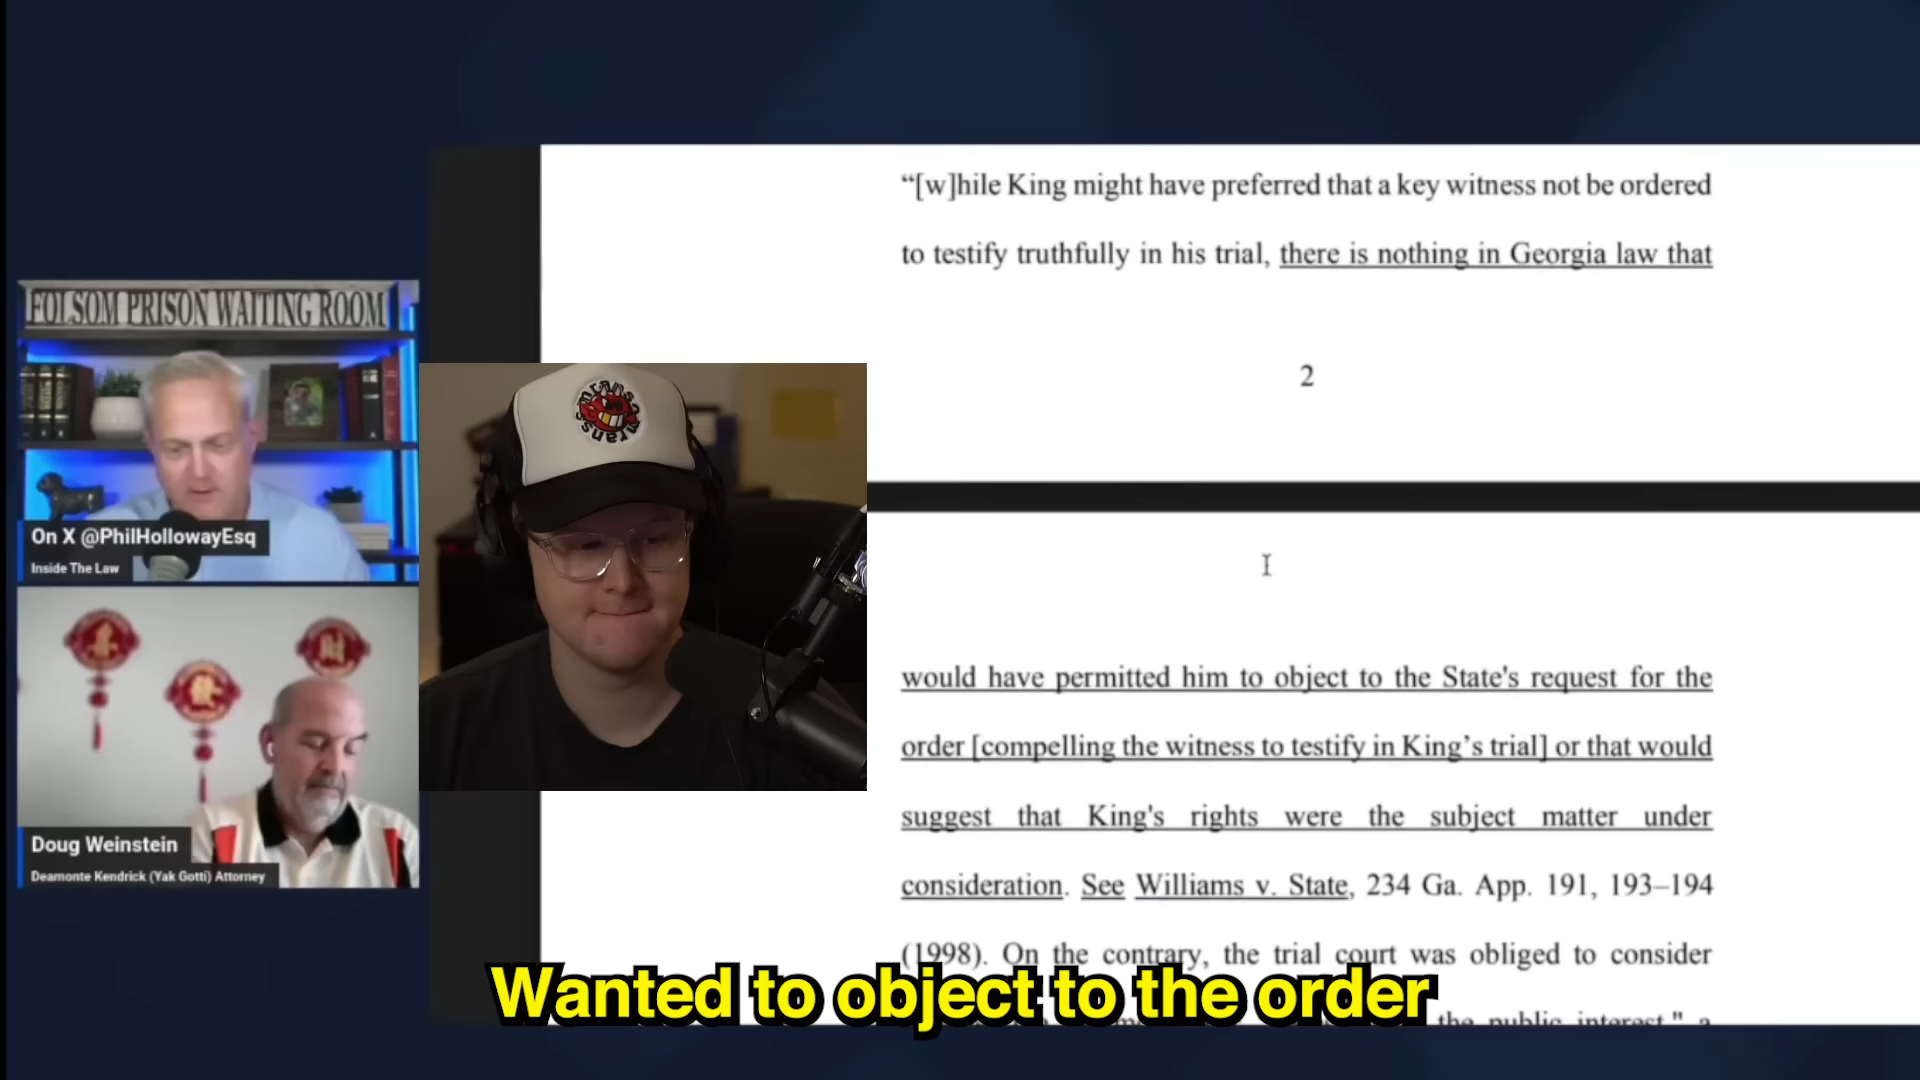 “[w]hile King might have preferred that a key witness not be ordered
to testify truthfully in his trial, there is nothing in Georgia law that
2
would have permitted him to object to the State's request for the
order [compelling the witness to testify in King’s trial] or that would
suggest that King's rights were the subject matter under
consideration. See Williams v. State, 234 Ga. App. 191, 193–194
(1998). On the contrary, the trial court was obliged to consider
the public interest." a
FOLSOM PRISON WAITING ROOM
On X @PhilHollowayEsq
Inside The Law
Doug Weinstein
Deamonte Kendrick (Yak Gotti) Attorney
Wanted to object to the order